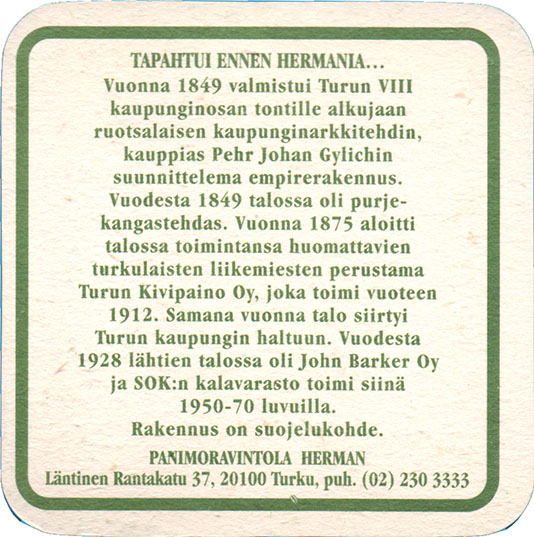 TAPAHTUI ENNEN HERMANIA...
Vuonna 1849 valmistui Turun VIII
kaupunginosan tontille alkujaan
ruotsalaisen kaupunginarkkitehdin,
kauppias Pehr Johan Gylichin
suunnittelema empirerakennus.
Vuodesta 1849 talossa oli purje-
kangastehdas. Vuonna 1875 aloitti
talossa toimintansa huomattavien
turkulaisten liikemiesten perustama
Turun Kivipaino Oy, joka toimi vuoteen
1912. Samana vuonna talo siirtyi
Turun kaupungin haltuun. Vuodesta
1928 lähtien talossa oli John Barker Oy
ja SOK:n kalavarasto toimi siinä
1950-70 luvuilla.
Rakennus on suojelukohde.
PANIMORAVINTOLA HERMAN
Läntinen Rantakatu 37, 20100 Turku, puh. (02) 230 3333